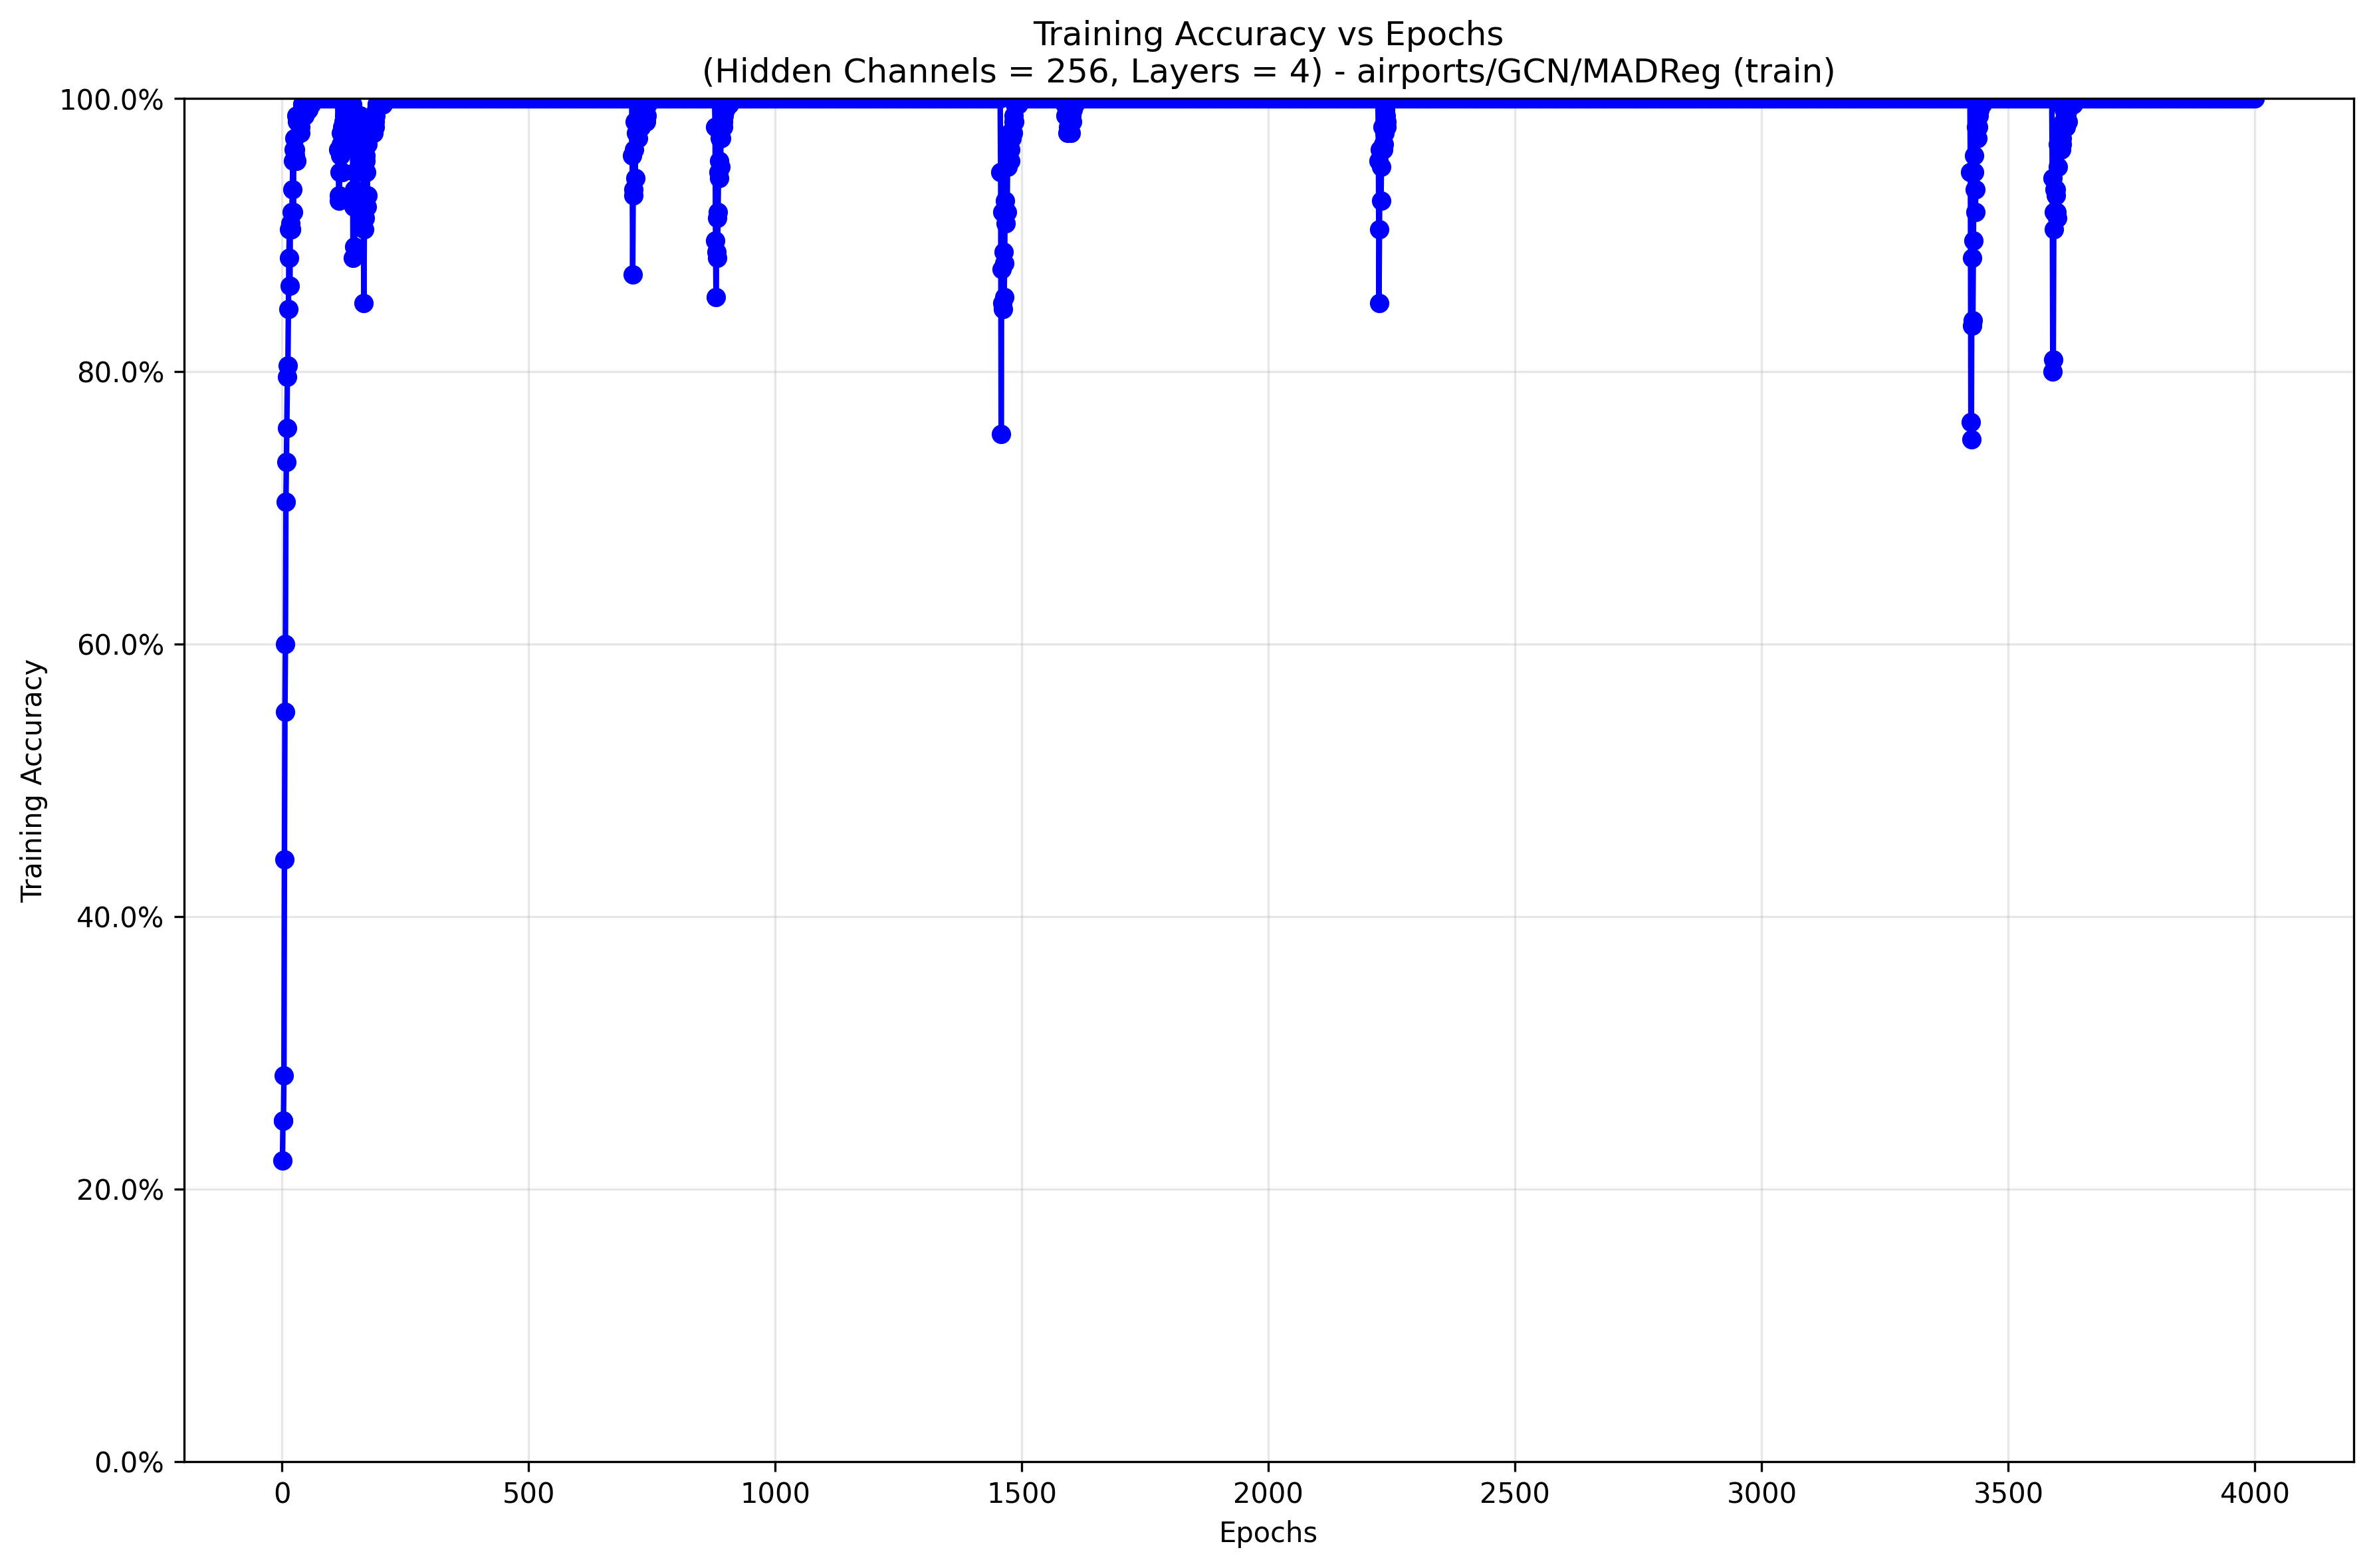 Training Accuracy vs Epochs
(Hidden Channels = 256, Layers = 4) - airports/GCN/MADReg (train)
100.0%
80.0%
60.0%
40.0%
20.0%
0.0%
Training Accuracy
0 500 1000 1500 2000 2500 3000 3500 4000
Epochs